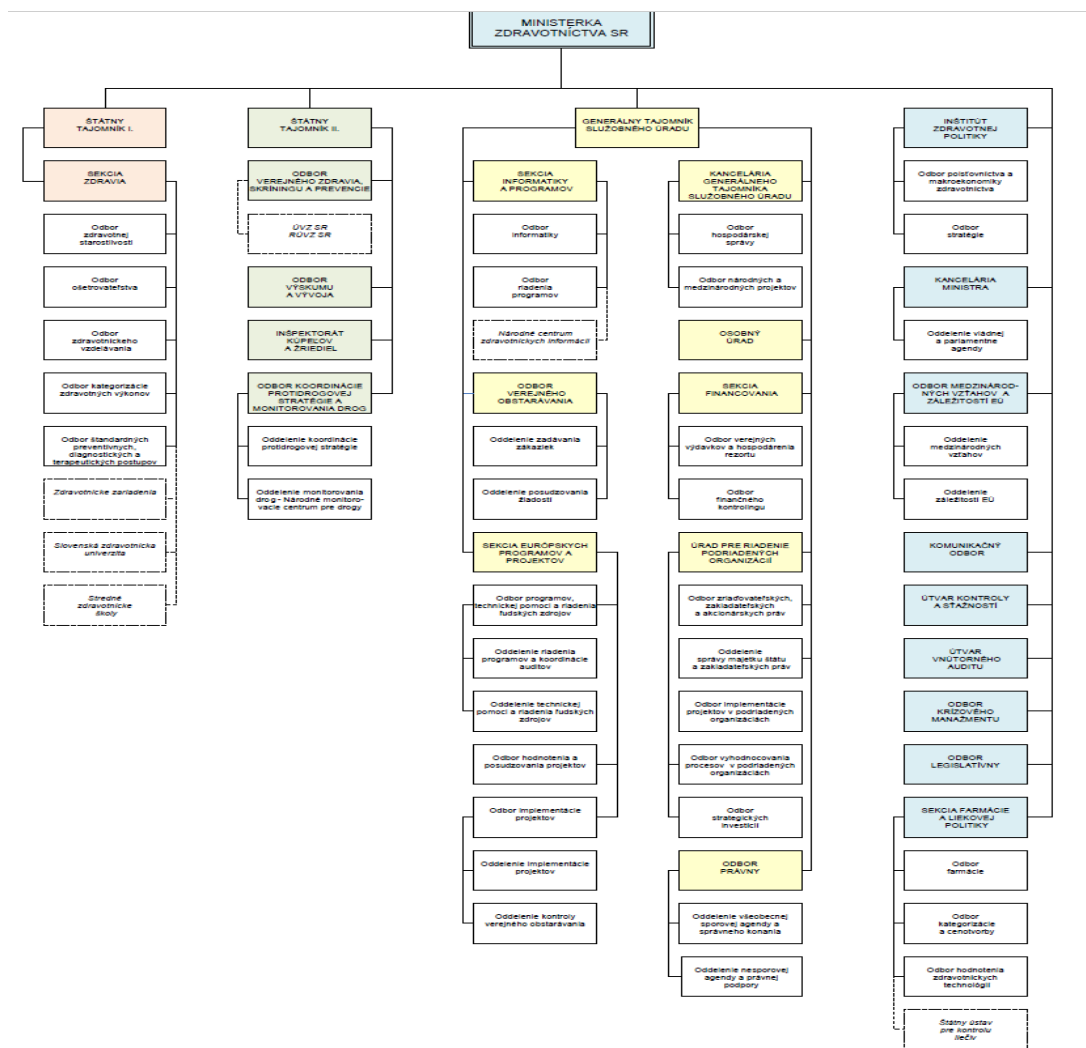 MINISTERKA
ZDRAVOTNÍCTVA SR
ŠTÁTNY
TAJOMNÍK I.
SEKCIA
ZDRAVIA
Odbor
zdravotnej
starostlivosti
Odbor
ošetrovateľstva
Odbor
zdravotníckeho
vzdelávania
Odbor kategorizácie
zdravotných výkonov
Odbor štandardných
preventívnych,
diagnostických a
terapeutických postupov
Zdravotnícke zariadenia
Slovenská zdravotnícka
univerzita
Stredné
zdravotnícke
školy
ŠTÁTNY
TAJOMNÍK II.
ODBOR
VEREJNÉHO ZDRAVIA,
SKRÍNINGU A PREVENCIE
ÚVZ SR
RÚVZ SR
ODBOR
VÝSKUMU
A VÝVOJA
INŠPEKTORÁT
KÚPEĽOV
A ŽRIEDIEL
ODBOR KOORDINÁCIE
PROTIDROGOVEJ
STRATÉGIE A
MONITOROVANIA DROG
Oddelenie koordinácie
protidrogovej stratégie
Oddelenie monitorovania
drog - Národné monitoro-
vacie centrum pre drogy
GENERÁLNY TAJOMNÍK
SLUŽOBNÉHO ÚRADU
SEKCIA
INFORMATIKY
A PROGRAMOV
Odbor
informatiky
Odbor
riadenia
programov
Národné centrum
zdravotníckych informácií
ODBOR
VEREJNÉHO
OBSTARÁVANIA
Oddelenie zadávania
zákaziek
Oddelenie posudzovania
žiadostí
SEKCIA EURÓPSKYCH
PROGRAMOV A
PROJEKTOV
Odbor programov,
technickej pomoci a riadenia
ľudských zdrojov
Oddelenie riadenia
programov a koordinácie
auditov
Oddelenie technickej
pomoci a riadenia ľudských
zdrojov
Odbor hodnotenia a
posudzovania projektov
Odbor implementácie
projektov
Oddelenie implementácie
projektov
Oddelenie kontroly
verejného obstarávania
KANCELÁRIA
GENERÁLNEHO
TAJOMNÍKA
SLUŽOBNÉHO ÚRADU
Odbor
hospodárskej
správy
Odbor národných a
medzinárodných projektov
OSOBNÝ
ÚRAD
SEKCIA
FINANCOVANIA
Odbor verejných
výdavkov a hospodárenia
rezortu
Odbor
finančného
kontrolingu
ÚRAD PRE RIADENIE
PODRIADENÝCH
ORGANIZÁCIÍ
Odbor zriaďovateľských,
zakladateľských
a akcionárskych práv
Oddelenie
správy majetku štátu
a zakladateľských práv
Odbor implementácie
projektov v podriadených
organizáciách
Odbor vyhodnocovania
procesov v podriadených
organizáciách
Odbor
strategických
investícií
ODBOR
PRÁVNY
Oddelenie všeobecnej
sporovej agendy a
správneho konania
Oddelenie nesporovej
agendy a právnej
podpory
INŠTITÚT
ZDRAVOTNEJ
POLITIKY
Odbor poisťovníctva a
makroekonomiky
zdravotníctva
Odbor
stratégie
KANCELÁRIA
MINISTRA
Oddelenie vládnej
a parlamentne
agendy
ODBOR MEDZINÁROD-
NÝCH VZŤAHOV A
ZÁLEŽITOSTÍ EÚ
Oddelenie
medzinárodných
vzťahov
Oddelenie
záležitostí EÚ
KOMUNIKAČNÝ
ODBOR
ÚTVAR KONTROLY
A SŤAŽNOSTÍ
ÚTVAR
VNÚTORNÉHO
AUDITU
ODBOR
KRÍZOVÉHO
MANAŽMENTU
ODBOR
LEGISLATÍVNY
SEKCIA FARMÁCIE
A LIEKOVEJ
POLITIKY
Odbor
farmácie
Odbor
kategorizácie
a cenotvorby
Odbor hodnotenia
zdravotníckych
technológií
Štátny ústav
pre kontrolu
liečiv